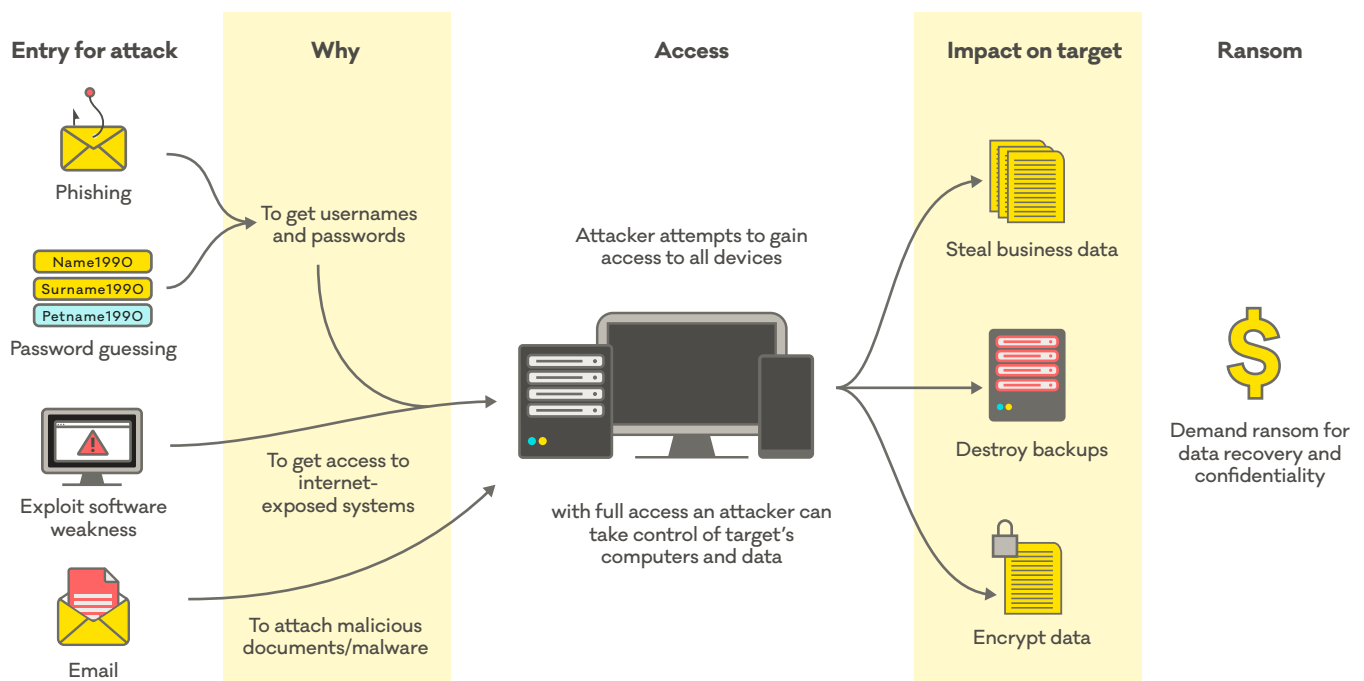 Entry for attack
Why
Access
Impact on target
Ransom
Phishing
Name1990
Surname1990
Petname1990
Password guessing
Exploit software
weakness
Email
To get usernames
and passwords
To get access to
internet-
exposed systems
To attach malicious
documents/malware
Attacker attempts to gain
access to all devices
with full access an attacker can
take control of target's
computers and data
Steal business data
Destroy backups
Encrypt data
$
Demand ransom for
data recovery and
confidentiality